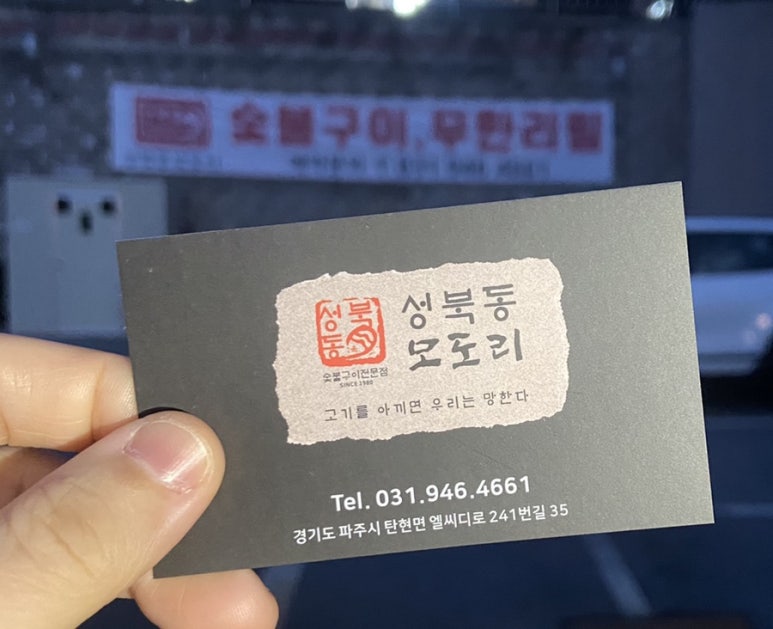 숯불구이,무한리필
성북동
성북동
모도리
숯불구이전문점
SINCE 1980
고기를 아끼면 우리는 망한다
Tel. 031.946.4661
경기도 파주시 탄현면 엘씨디로 241번길 35